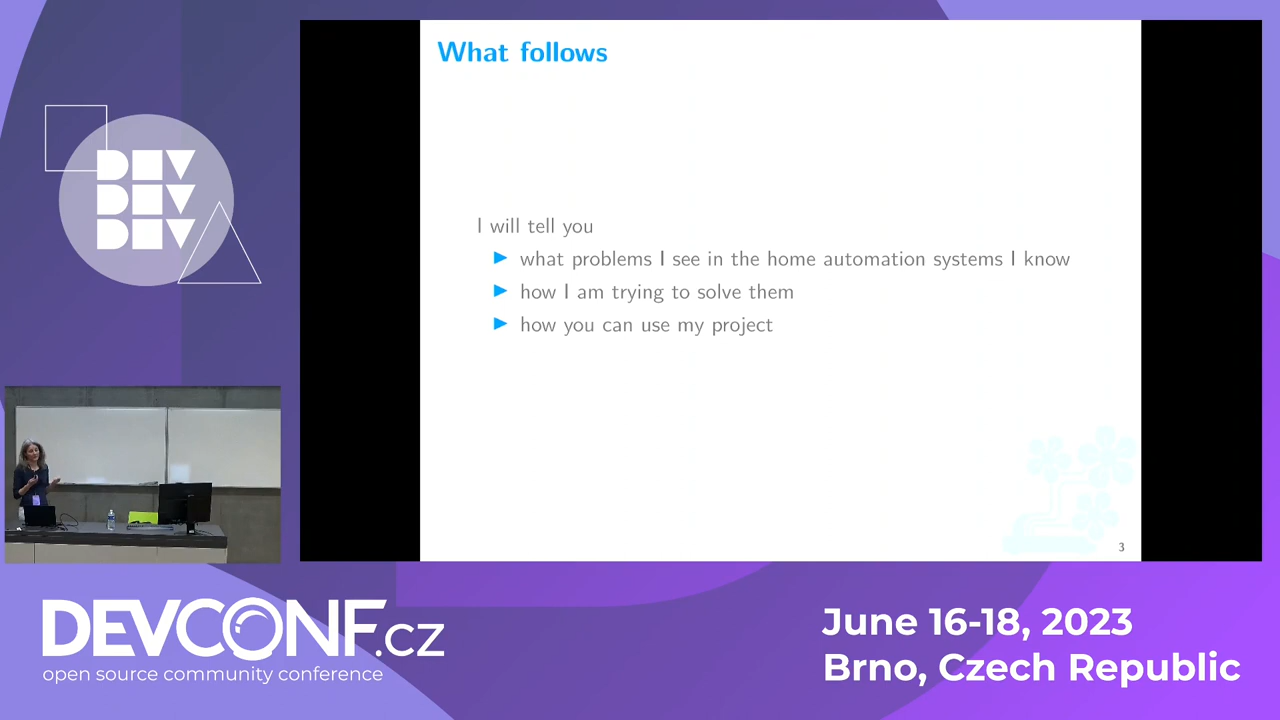 What follows
I will tell you
what problems I see in the home automation systems I know
how I am trying to solve them
how you can use my project
3
DEV
DEV
DEV
DEVCONF.cz
open source community conference
June 16-18, 2023
Brno, Czech Republic